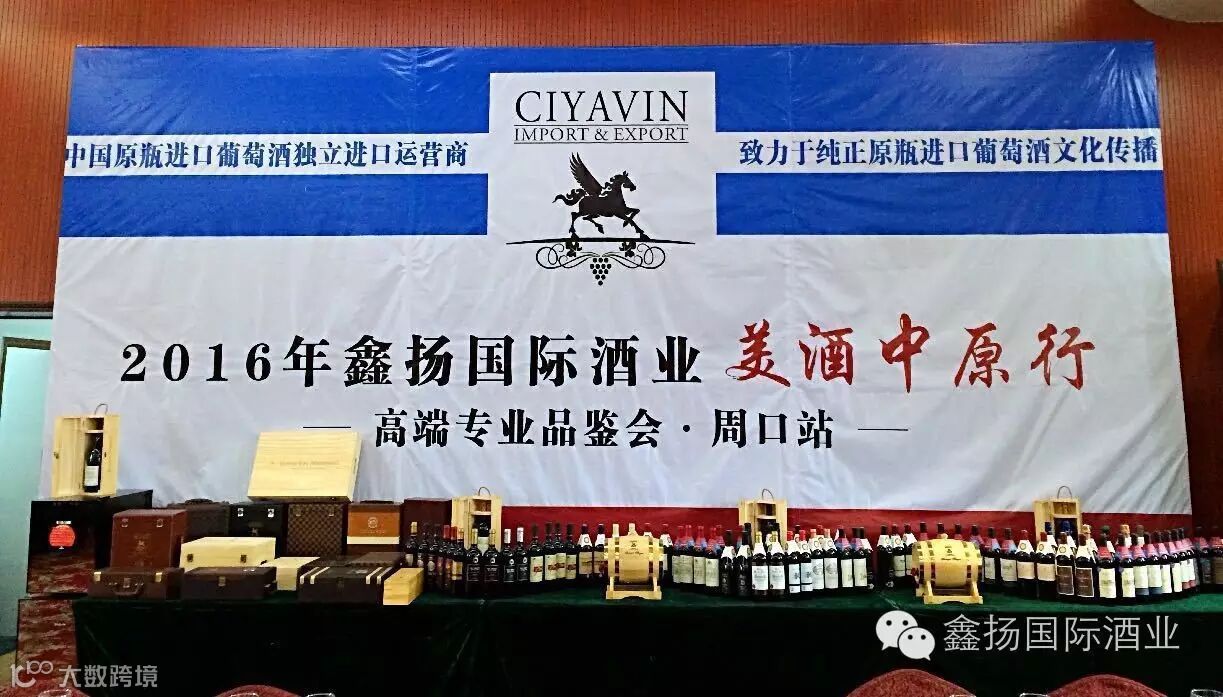 CIYAVIN
IMPORT & EXPORT
中国原瓶进口葡萄酒独立进口运营商
致力于纯正原瓶进口葡萄酒文化传播
2016年鑫扬国际酒业 美酒中原行
— 高端专业品鉴会·周口站 —
鑫扬国际酒业
大数跨境